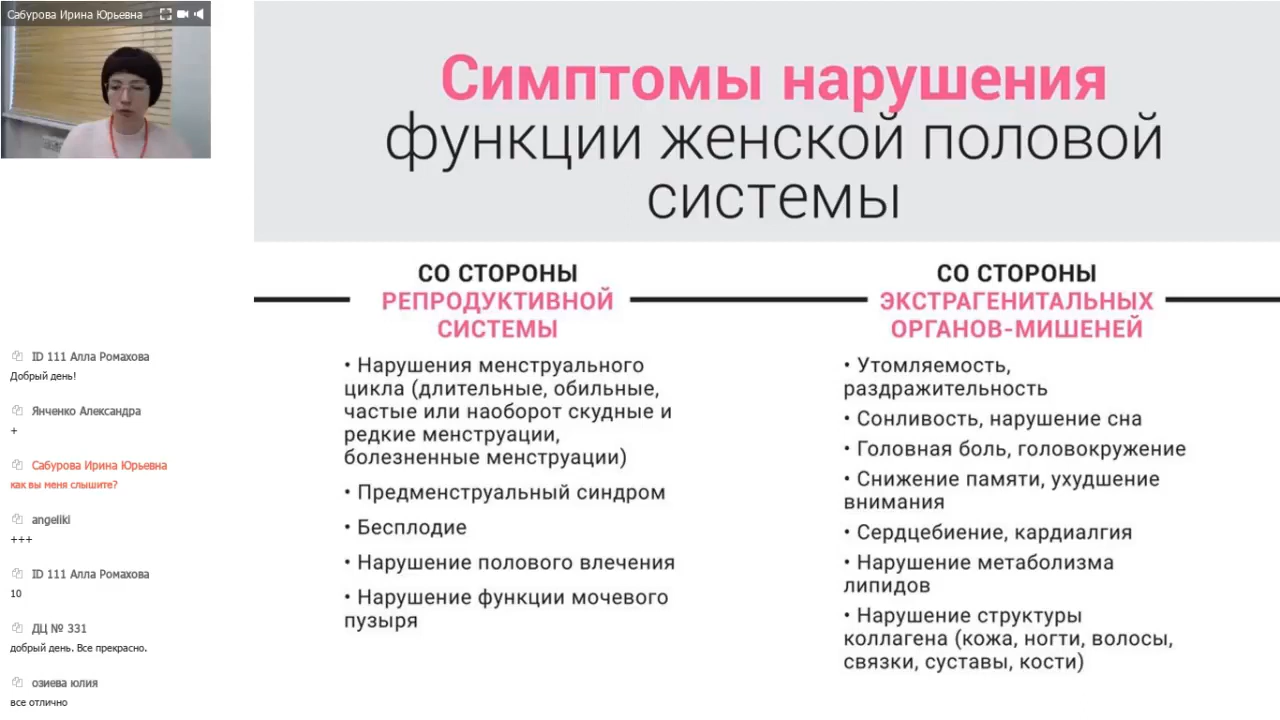 Сабурова Ирина Юрьевна
Симптомы нарушения
функции женской половой
системы
СО СТОРОНЫ
РЕПРОДУКТИВНОЙ
СИСТЕМЫ
• Нарушения менструального
цикла (длительные, обильные,
частые или наоборот скудные и
редкие менструации,
болезненные менструации)
• Предменструальный синдром
• Бесплодие
• Нарушение полового влечения
• Нарушение функции мочевого
пузыря
СО СТОРОНЫ
ЭКСТРАГЕНИТАЛЬНЫХ
ОРГАНОВ-МИШЕНЕЙ
• Утомляемость,
раздражительность
• Сонливость, нарушение сна
• Головная боль, головокружение
• Снижение памяти, ухудшение
внимания
• Сердцебиение, кардиалгия
• Нарушение метаболизма
липидов
• Нарушение структуры
коллагена (кожа, ногти, волосы,
связки, суставы, кости)
ID 111 Алла Ромахова
Добрый день!
Янченко Александра
+
Сабурова Ирина Юрьевна
как вы меня слышите?
angeliki
+++
ID 111 Алла Ромахова
10
ДЦ № 331
добрый день. Все прекрасно.
озиева юлия
все отлично